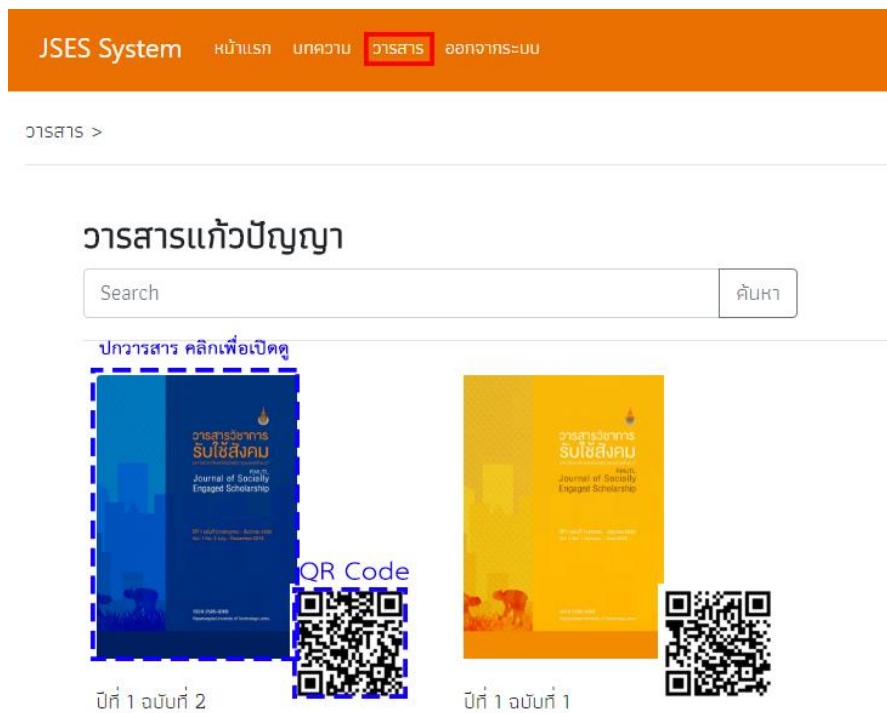 JSES System หน้าแรก บทความ วารสาร ออกจากระบบ
วารสาร >
วารสารแก้วปัญญา
Search ค้นหา
ปกวารสาร คลิกเพื่อเปิดดู
วารสารวิชาการ
รับใช้สังคม
RMUTL
Journal of Socially
Engaged Scholarship
วารสารวิชาการ
รับใช้สังคม
RMUTL
Journal of Socially
Engaged Scholarship
QR Code
ปีที่ 1 ฉบับที่ 2
ปีที่ 1 ฉบับที่ 1